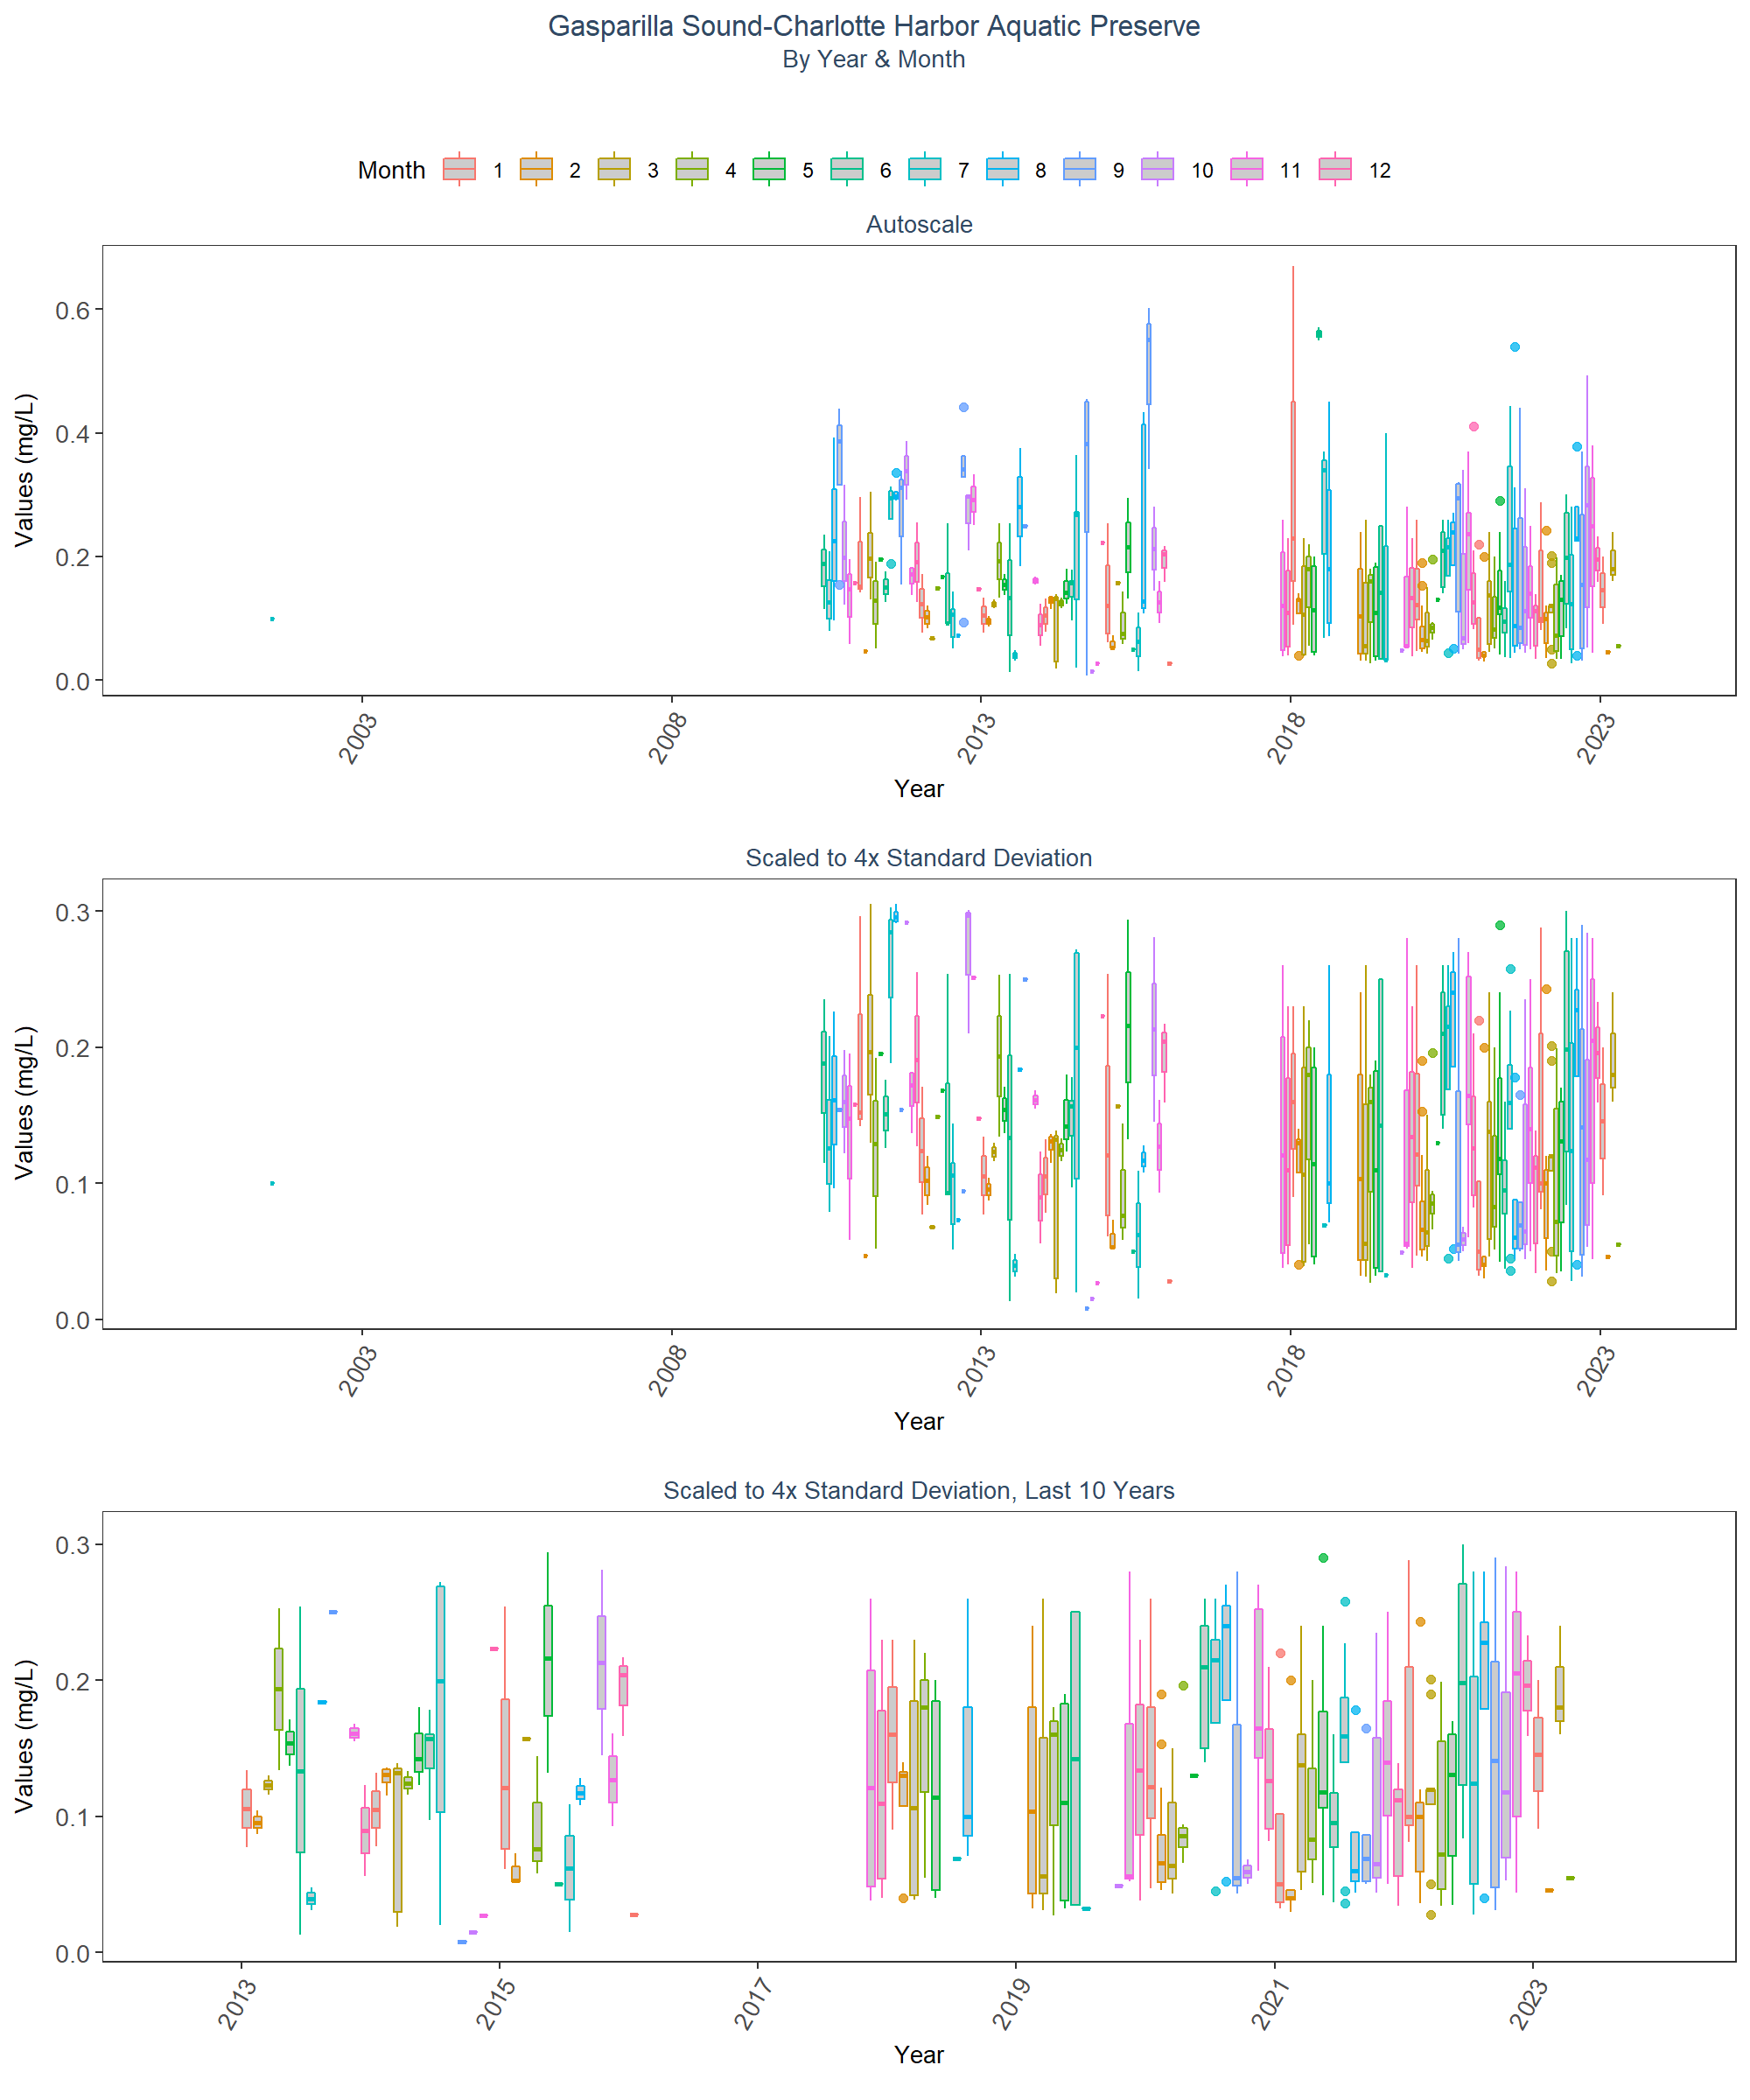 Gasparilla Sound-Charlotte Harbor Aquatic Preserve
By Year & Month
Month 1 2 3 4 5 6 7 8 9 10 11 12
Autoscale
Values (mg/L)
0.6
0.4
0.2
0.0
2003 2008 2013 2018 2023
Year
Scaled to 4x Standard Deviation
Values (mg/L)
0.3
0.2
0.1
0.0
2003 2008 2013 2018 2023
Year
Scaled to 4x Standard Deviation, Last 10 Years
Values (mg/L)
0.3
0.2
0.1
0.0
2013 2015 2017 2019 2021 2023
Year